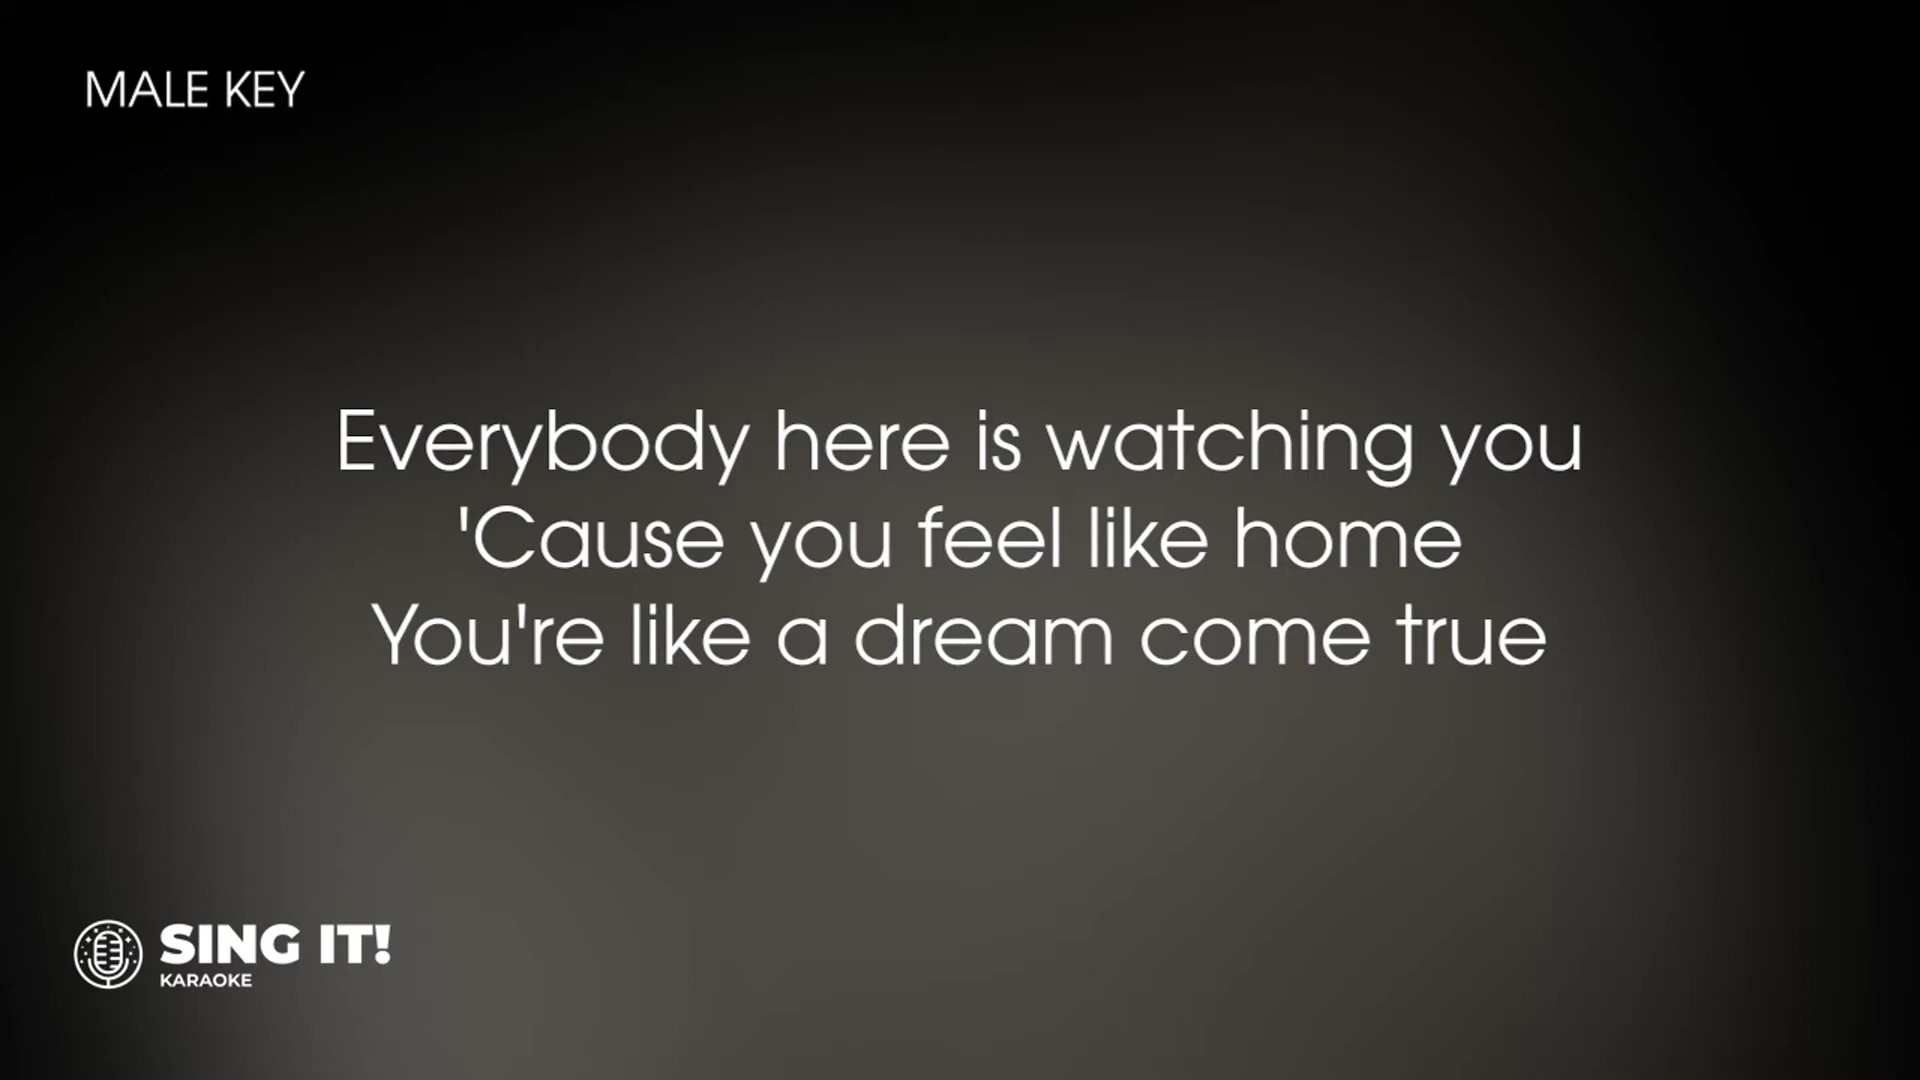 MALE KEY
Everybody here is watching you
'Cause you feel like home
You're like a dream come true
SING IT!
KARAOKE